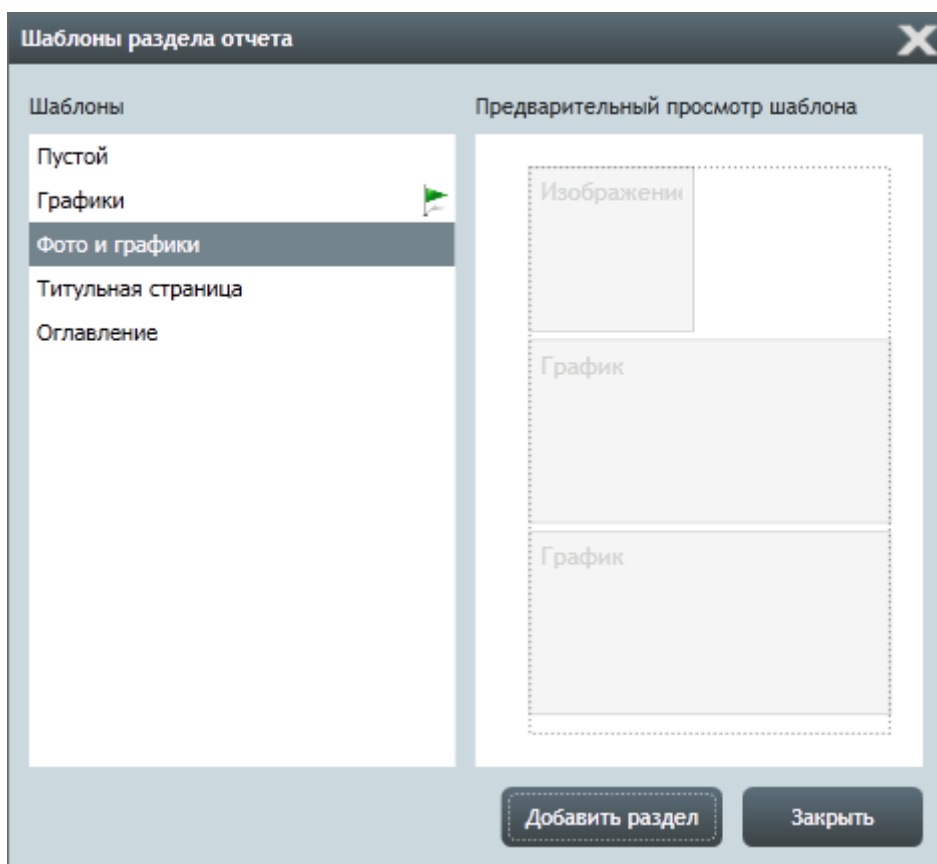 Шаблоны раздела отчета
Шаблоны
Пустой
Графики
Фото и графики
Титульная страница
Оглавление
Предварительный просмотр шаблона
Изображени
График
График
Добавить раздел
Закрыть